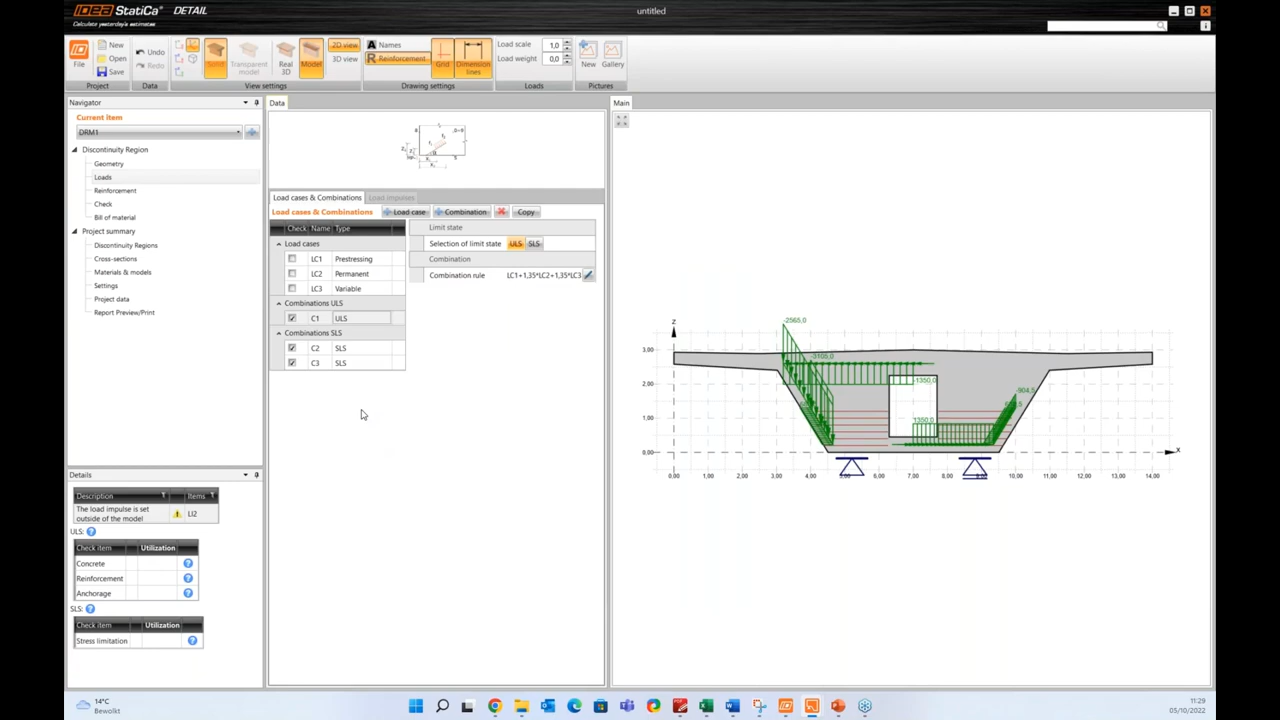 IDEA StatiCa® DETAIL
Calculate yesterday's estimates
untitled
File
New
Open
Save
Project
Undo
Redo
Data
Solid
Transparent model
Real 3D
Model
2D view
3D view
View settings
Names
Reinforcement
Grid
Dimension lines
Drawing settings
Load scale 1,0
Load weight 0,0
Loads
New
Gallery
Pictures
Navigator
Current item
DRM1
Discontinuity Region
Geometry
Loads
Reinforcement
Check
Bill of material
Project summary
Discontinuity Regions
Cross-sections
Materials & models
Settings
Project data
Report Preview/Print
Details
Description Items
The load impulse is set outside of the model LI2
ULS:
Check item Utilization
Concrete
Reinforcement
Anchorage
SLS:
Check item Utilization
Stress limitation
Data
Load cases & Combinations Load impulses
Load cases & Combinations Load case Combination Copy
Check Name Type
Load cases
LC1 Prestressing
LC2 Permanent
LC3 Variable
Combinations ULS
C1 ULS
Combinations SLS
C2 SLS
C3 SLS
Limit state
Selection of limit state ULS SLS
Combination
Combination rule LC1+1,35*LC2+1,35*LC3
Main
z
-2565,0
-3105,0
-1350,0
-904,5
1350,0
3,00
2,00
1,00
0,00
x
0,00 1,00 2,00 3,00 4,00 5,00 6,00 7,00 8,00 9,00 10,00 11,00 12,00 13,00 14,00
14°C
Bewolkt
11:29
05/10/2022